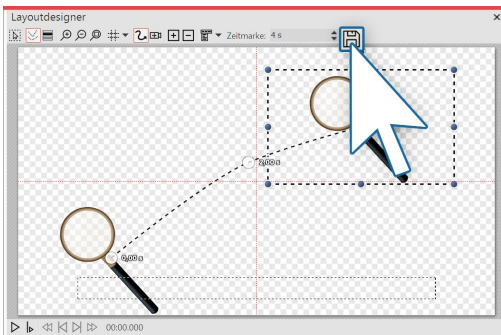 Layoutdesigner
Zeitmarke: 4 s
2,00 s
0,00 s
00:00.000